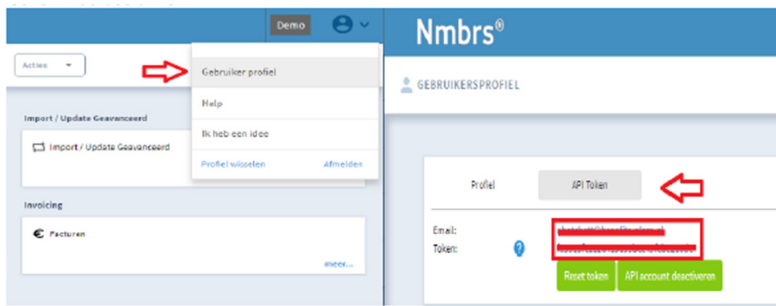 Demo
Acties
Gebruiker profiel
Help
Ik heb een idee
Profiel wisselen Afmelden
Import / Update Geavanceerd
Import / Update Geavanceerd
Invoicing
€ Facturen
meer...
Nmbrs®
GEBRUIKERSPROFIEL
Profiel API Token
Email:
Token: ?
Reset token API account deactiveren